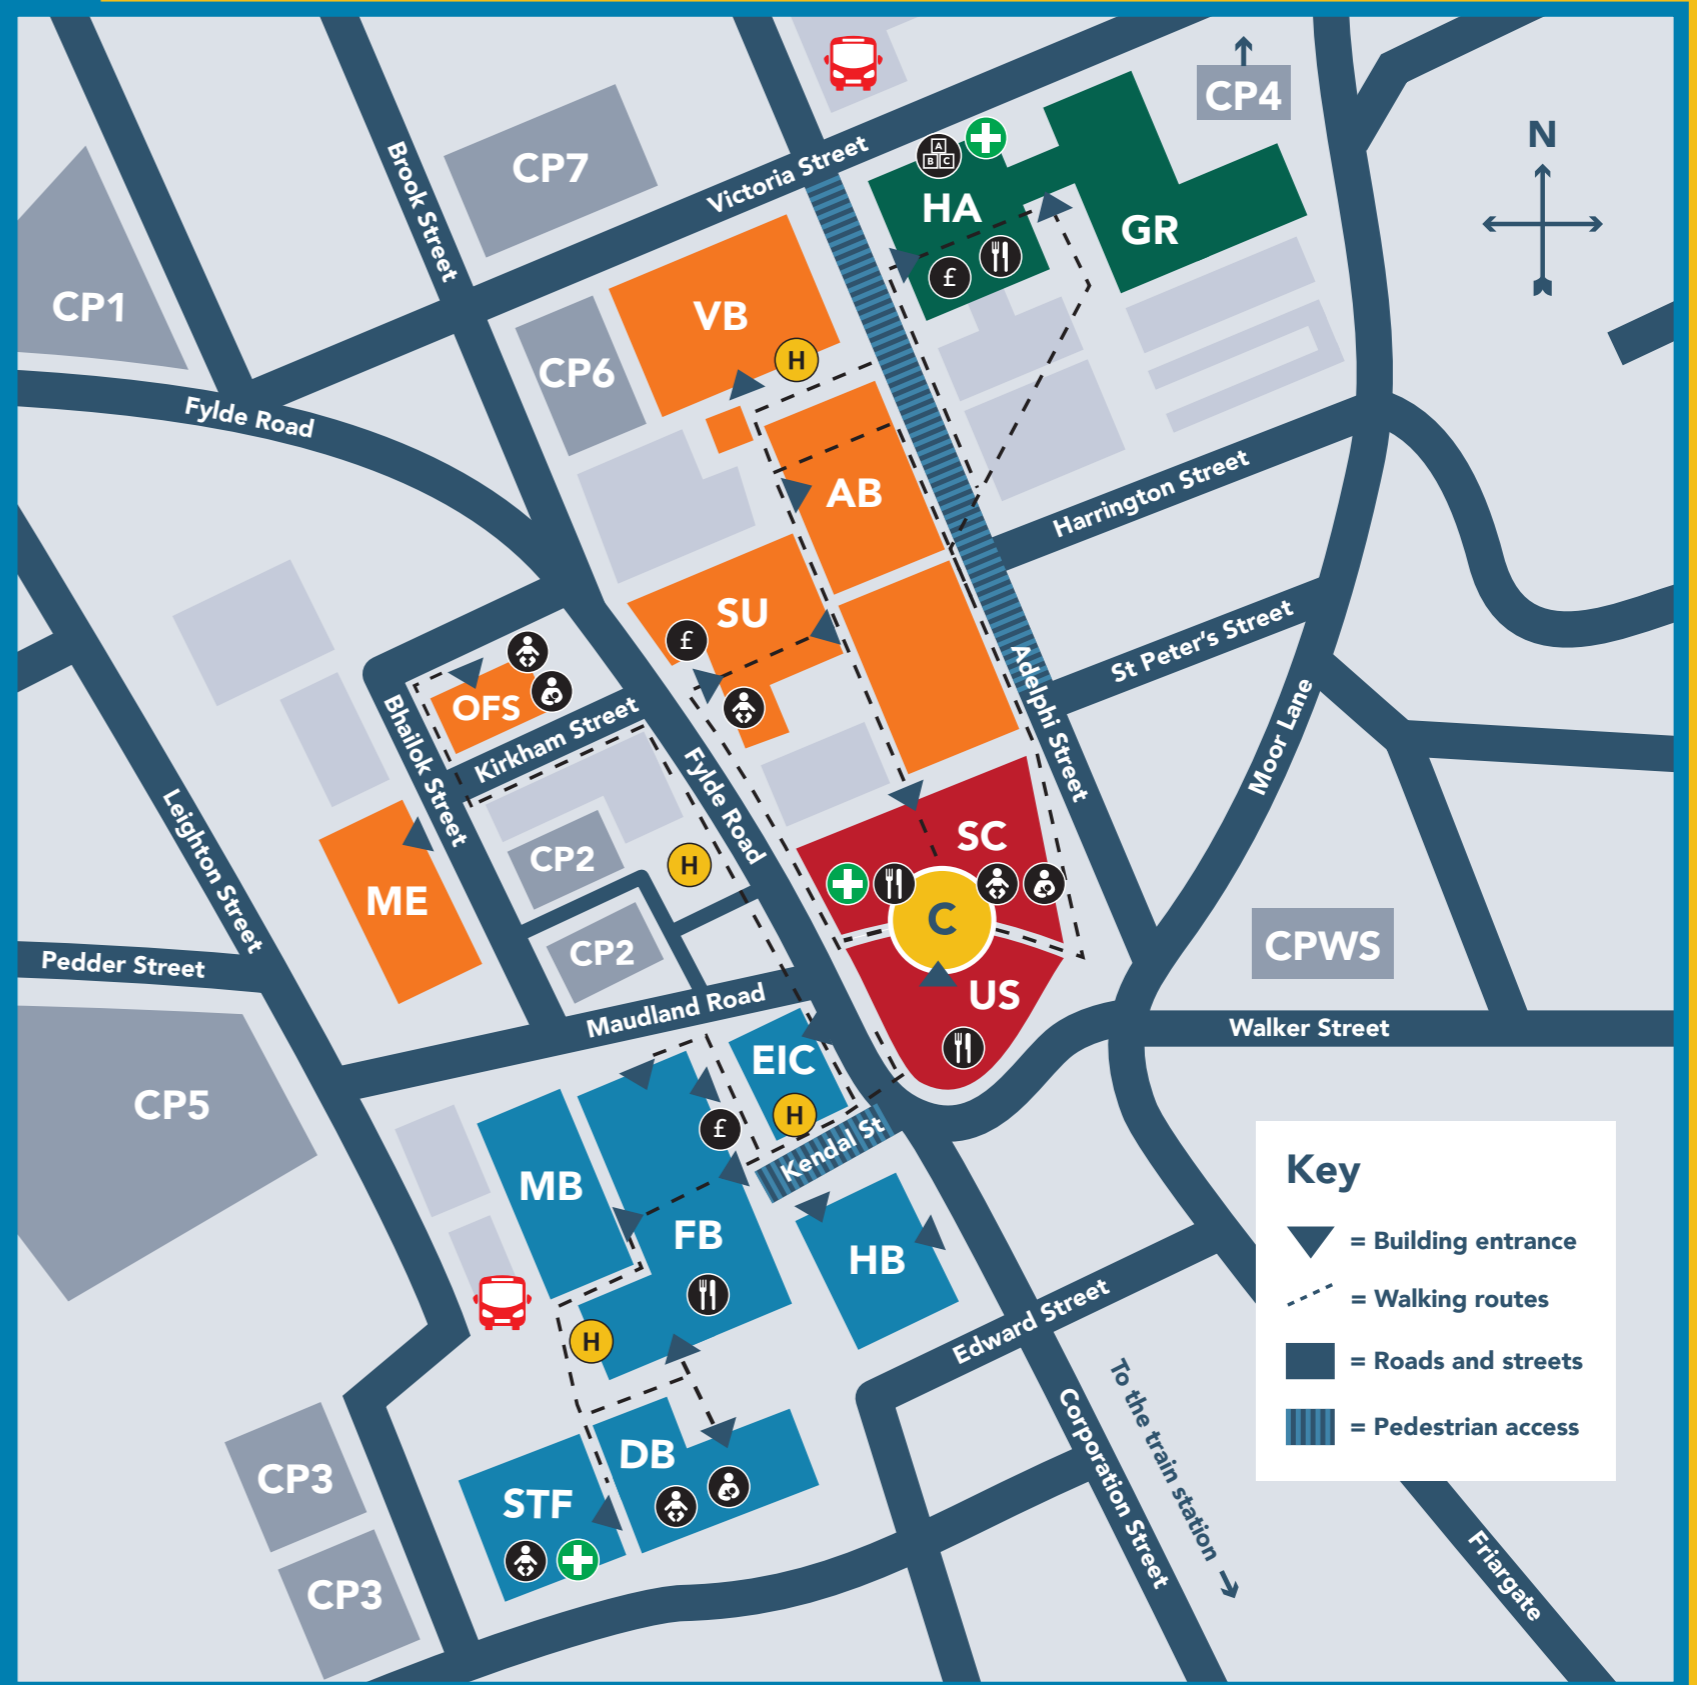 CP4
N
CP7
Victoria Street
Brook Street
A
B C
HA
GR
£
CP1
VB
CP6
H
Fylde Road
AB
Harrington Street
SU
£
St Peter's Street
OFS
Kirkham Street
Bhailok Street
Adelphi Street
Moor Lane
Fylde Road
Leighton Street
ME
CP2
H
SC
C
CPWS
CP2
US
Pedder Street
Maudland Road
Walker Street
EIC
H
CP5
£
Kendal St
MB
FB
HB
H
Edward Street
Key
= Building entrance
= Walking routes
= Roads and streets
= Pedestrian access
To the train station
Corporation Street
DB
CP3
STF
CP3
Friargate